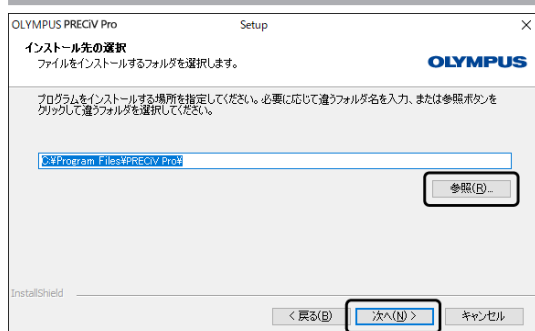 OLYMPUS PRECiV Pro Setup ×
インストール先の選択
ファイルをインストールするフォルダを選択します。
OLYMPUS
プログラムをインストールする場所を指定してください。必要に応じて違うフォルダ名を入力、または参照ボタンを
クリックして違うフォルダを選択してください。
C:¥Program Files¥PRECiV Pro¥
参照(R)...
InstallShield
< 戻る(B) 次へ(N) > キャンセル